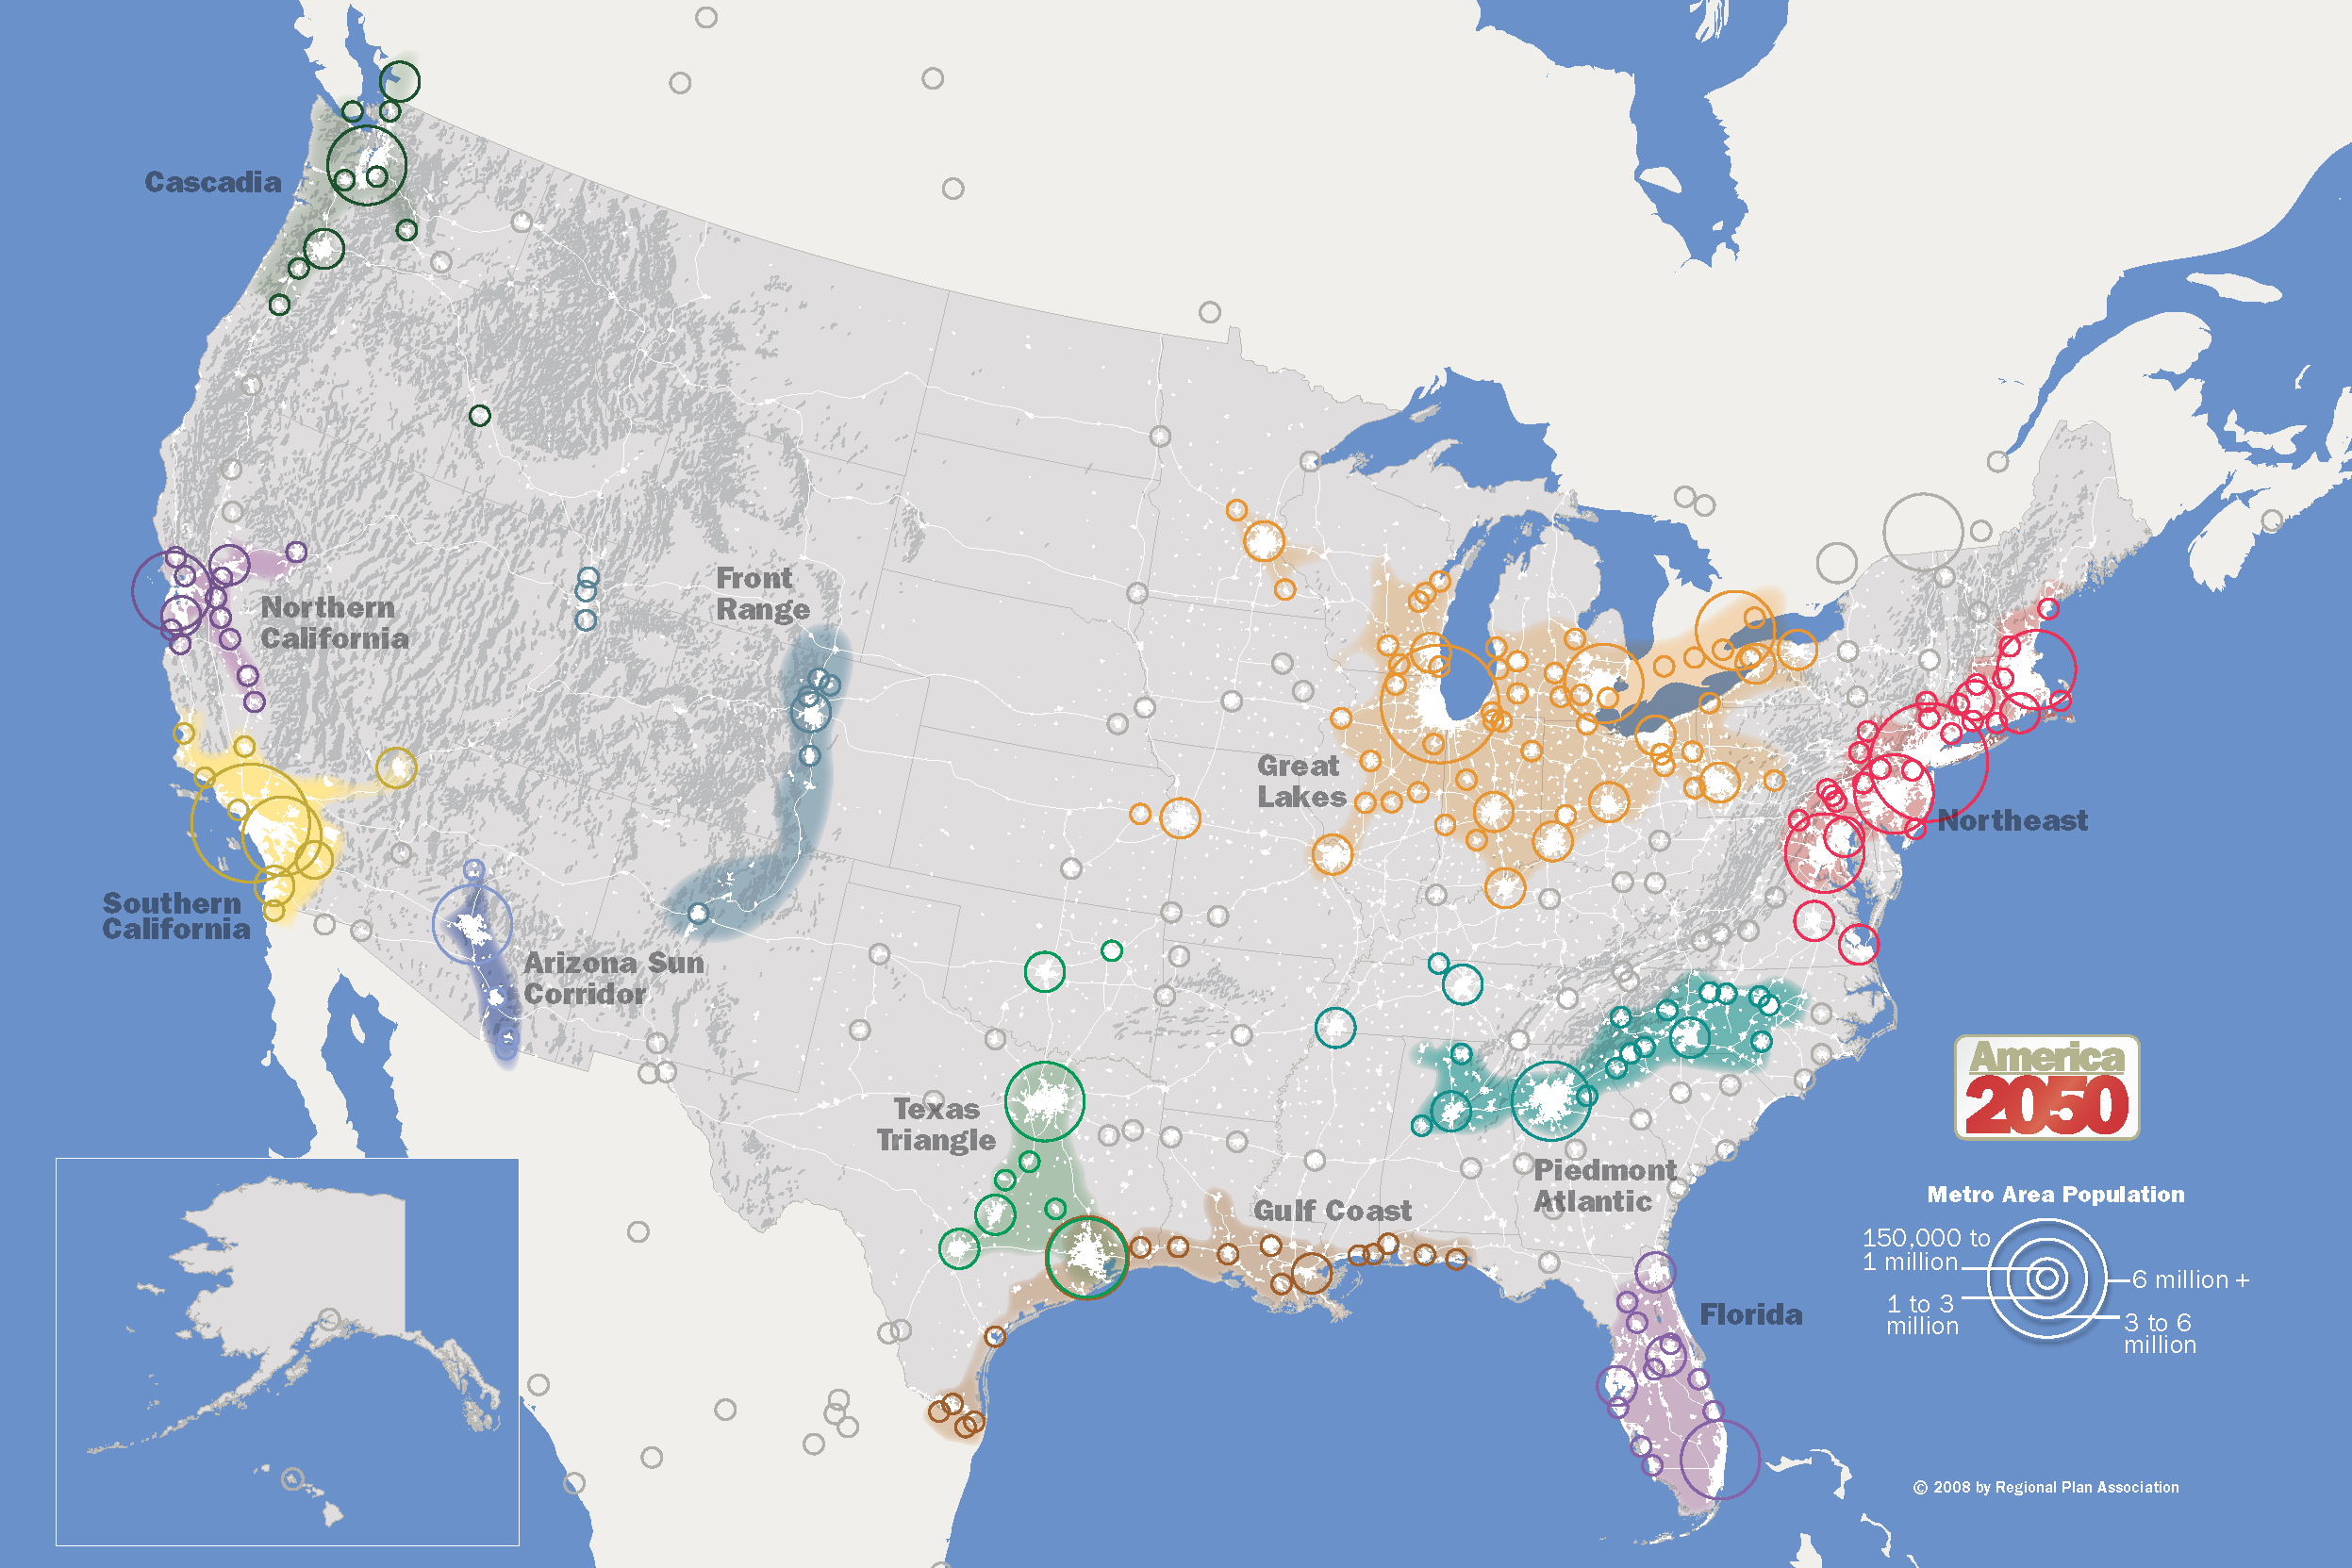 Cascadia
Northern
California
Front
Range
Great
Lakes
Northeast
Southern
California
Arizona Sun
Corridor
Texas
Triangle
Gulf Coast
Piedmont
Atlantic
Florida
America
2050
Metro Area Population
150,000 to
1 million
6 million +
1 to 3
million
3 to 6
million
© 2008 by Regional Plan Association